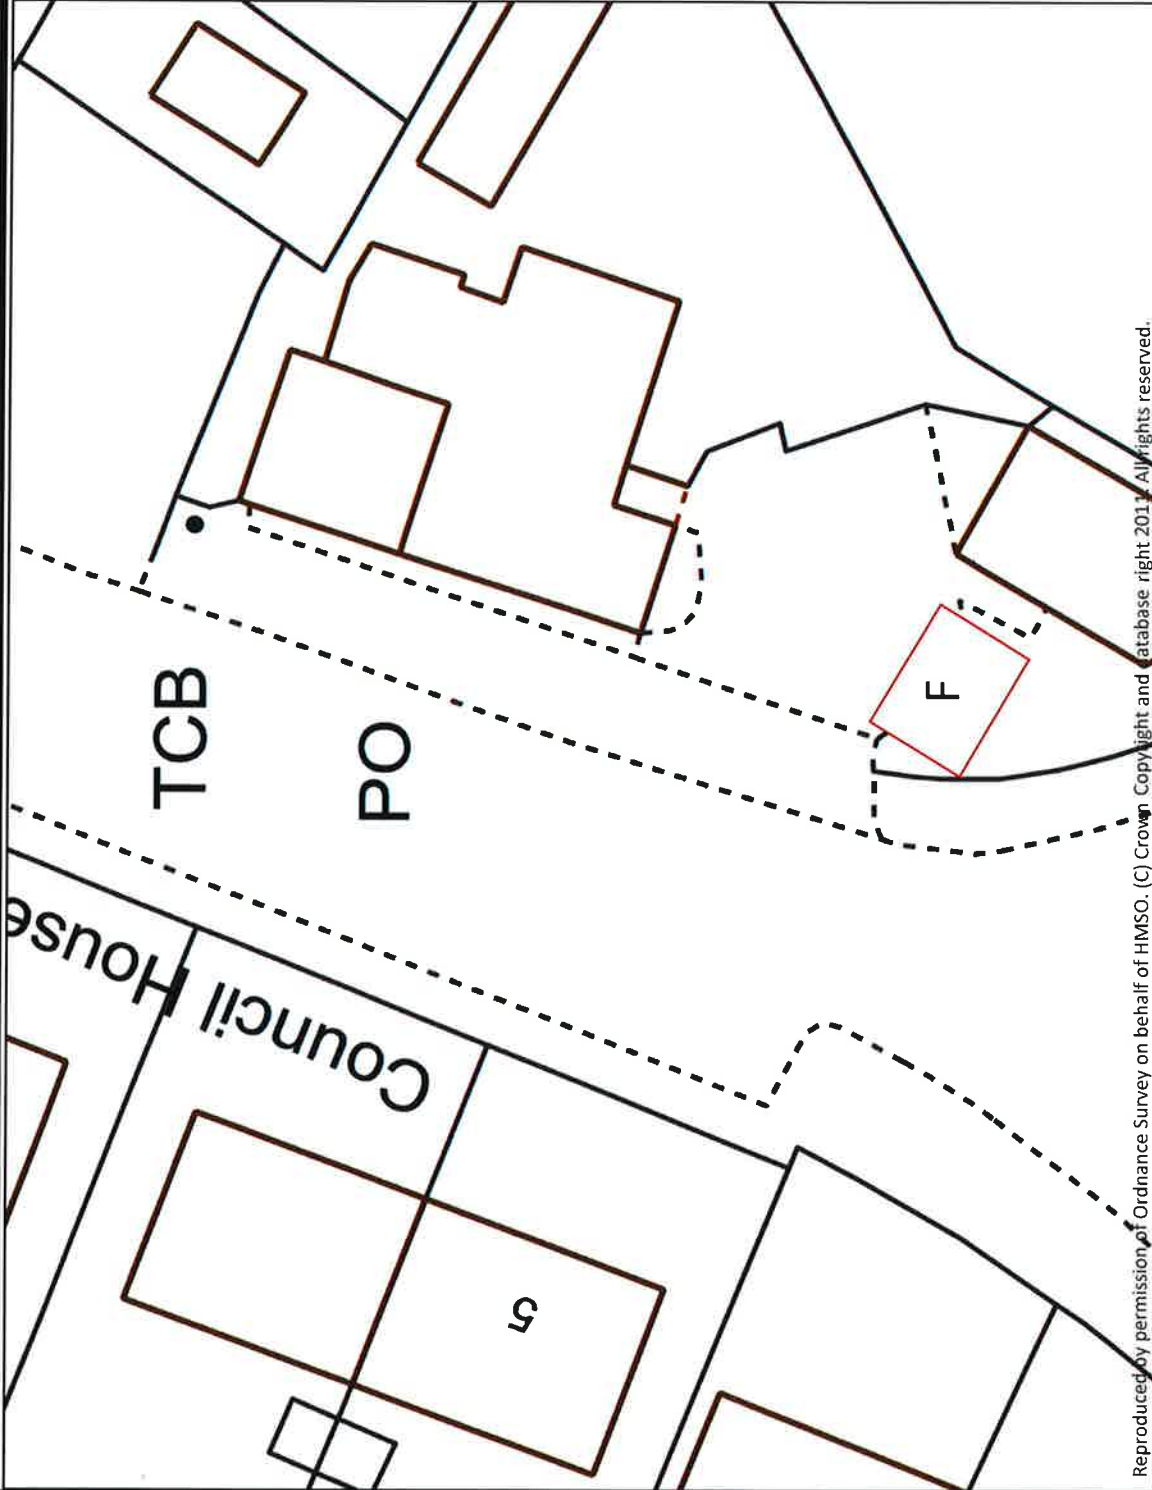 TCB
PO
Council House
5
F
Reproduced by permission of Ordnance Survey on behalf of HMSO. (C) Crown Copyright and database right 2011. All rights reserved.